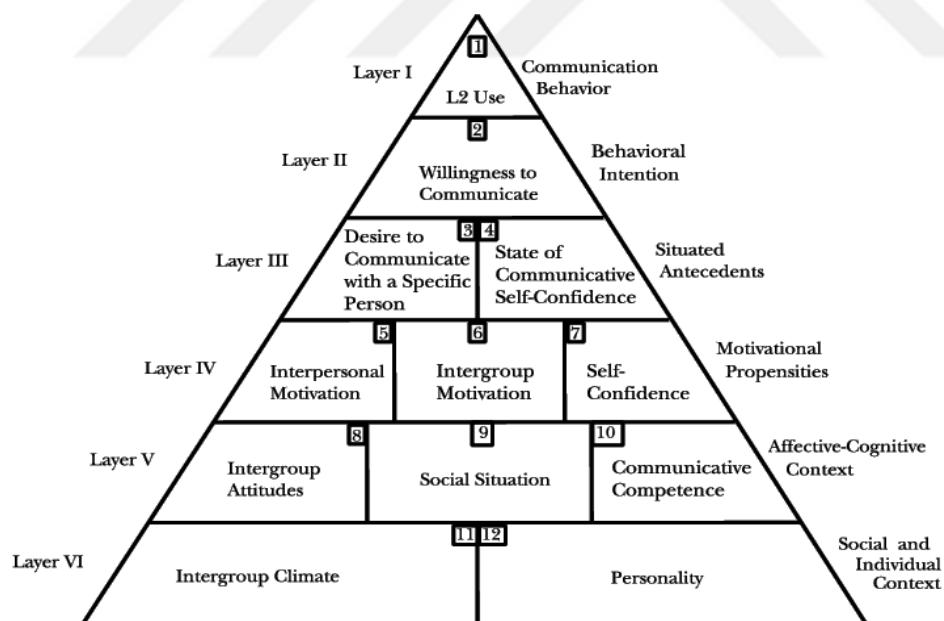 1
Layer I
Communication
Behavior
L2 Use
2
Layer II
Willingness to
Communicate
Behavioral
Intention
3 4
Layer III
Desire to
Communicate
with a Specific
Person
State of
Communicative
Self-Confidence
Situated
Antecedents
5 6 7
Layer IV
Interpersonal
Motivation
Intergroup
Motivation
Self-
Confidence
Motivational
Propensities
8 9 10
Layer V
Intergroup
Attitudes
Social Situation
Communicative
Competence
Affective-Cognitive
Context
11 12
Layer VI
Intergroup Climate
Personality
Social and
Individual
Context